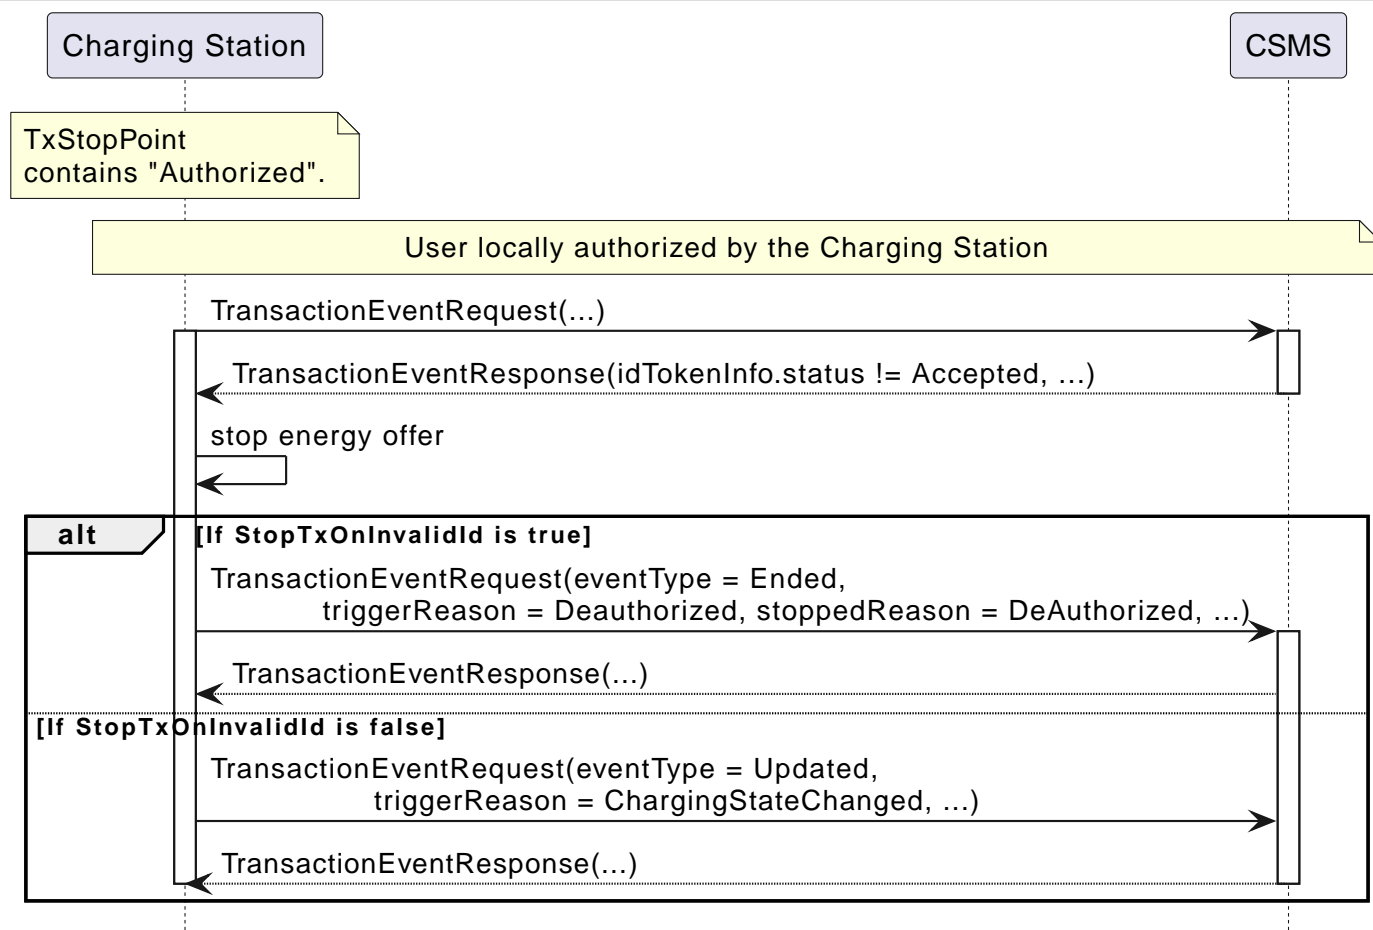 Charging Station
CSMS
TxStopPoint
contains "Authorized".
User locally authorized by the Charging Station
TransactionEventRequest(...)
TransactionEventResponse(idTokenInfo.status != Accepted, ...)
stop energy offer
alt
[If StopTxOnInvalidId is true]
TransactionEventRequest(eventType = Ended,
triggerReason = Deauthorized, stoppedReason = DeAuthorized, ...)
TransactionEventResponse(...)
[If StopTxOnInvalidId is false]
TransactionEventRequest(eventType = Updated,
triggerReason = ChargingStateChanged, ...)
TransactionEventResponse(...)